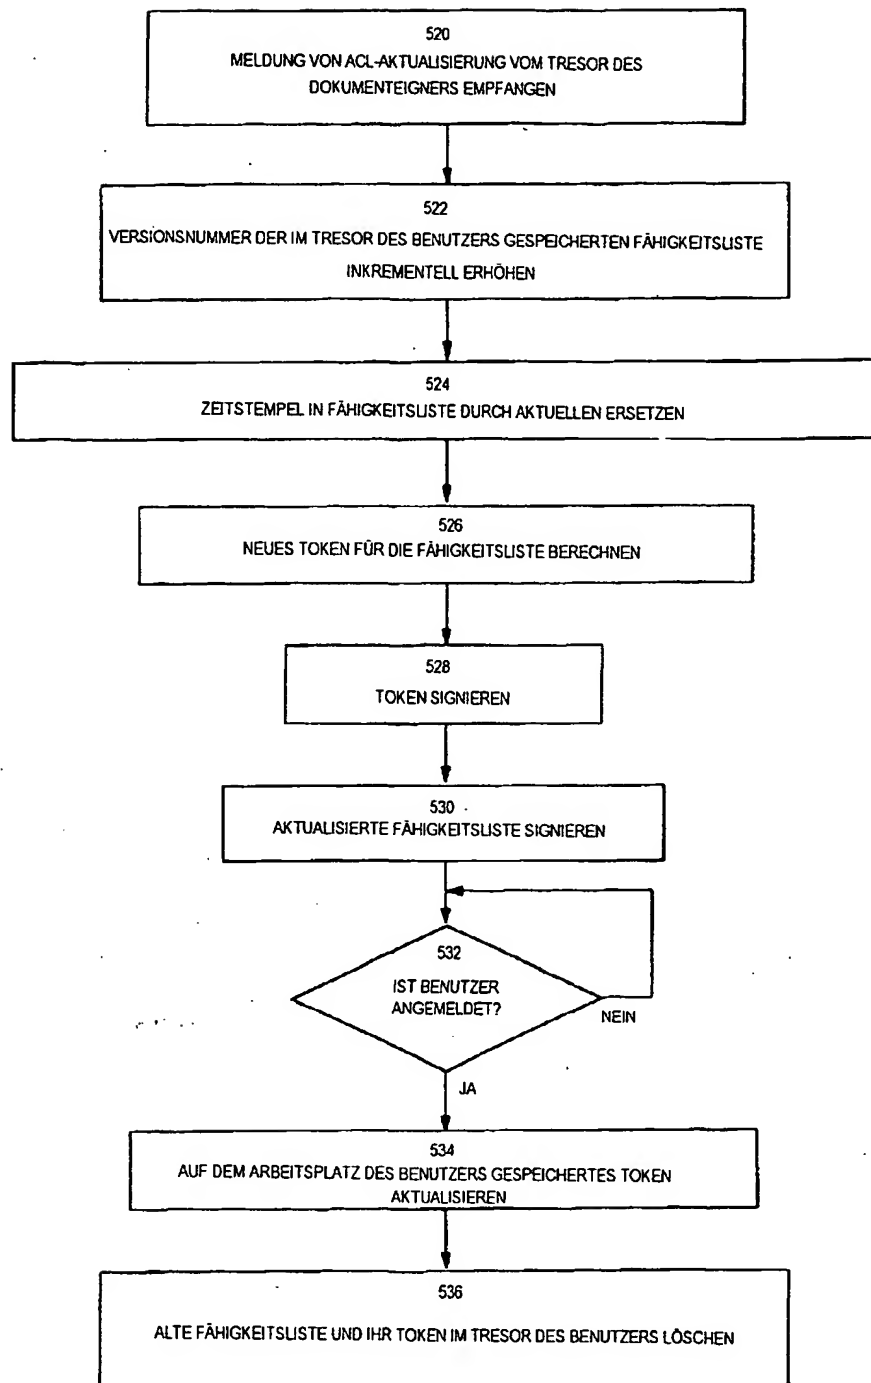 520
MELDUNG VON ACL-AKTUALISIERUNG VOM TRESOR DES
DOKUMENTEIGNERS EMPFANGEN
522
VERSIONSNUMMER DER IM TRESOR DES BENUTZERS GESPEICHERTEN FÄHIGKEITSLISTE
INKREMENTELL ERHÖHEN
524
ZEITSTEMPEL IN FÄHIGKEITSLISTE DURCH AKTUELLEN ERSETZEN
526
NEUES TOKEN FÜR DIE FÄHIGKEITSLISTE BERECHNEN
528
TOKEN SIGNIEREN
530
AKTUALISIERTE FÄHIGKEITSLISTE SIGNIEREN
532
IST BENUTZER
ANGEMELDET?
NEIN
JA
534
AUF DEM ARBEITSPLATZ DES BENUTZERS GESPEICHERTES TOKEN
AKTUALISIEREN
536
ALTE FÄHIGKEITSLISTE UND IHR TOKEN IM TRESOR DES BENUTZERS LÖSCHEN